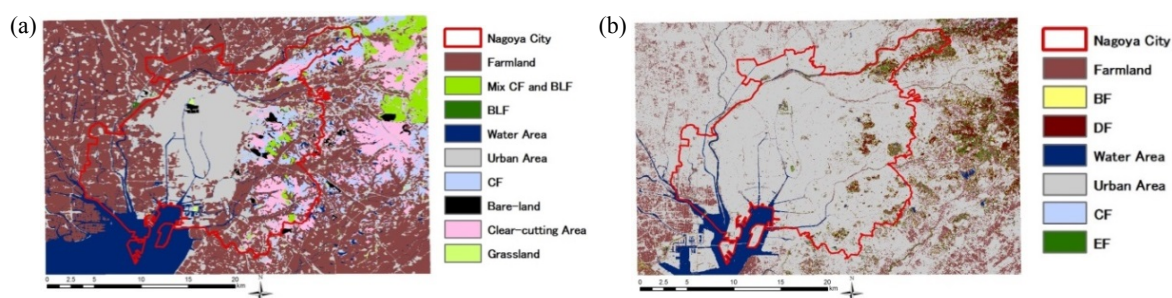 (a)
Nagoya City
Farmland
Mix CF and BLF
BLF
Water Area
Urban Area
CF
Bare-land
Clear-cutting Area
Grassland
0 2.5 5 10 15 20
km
N
(b)
Nagoya City
Farmland
BF
DF
Water Area
Urban Area
CF
EF
0 2.5 5 10 15 20
km
N